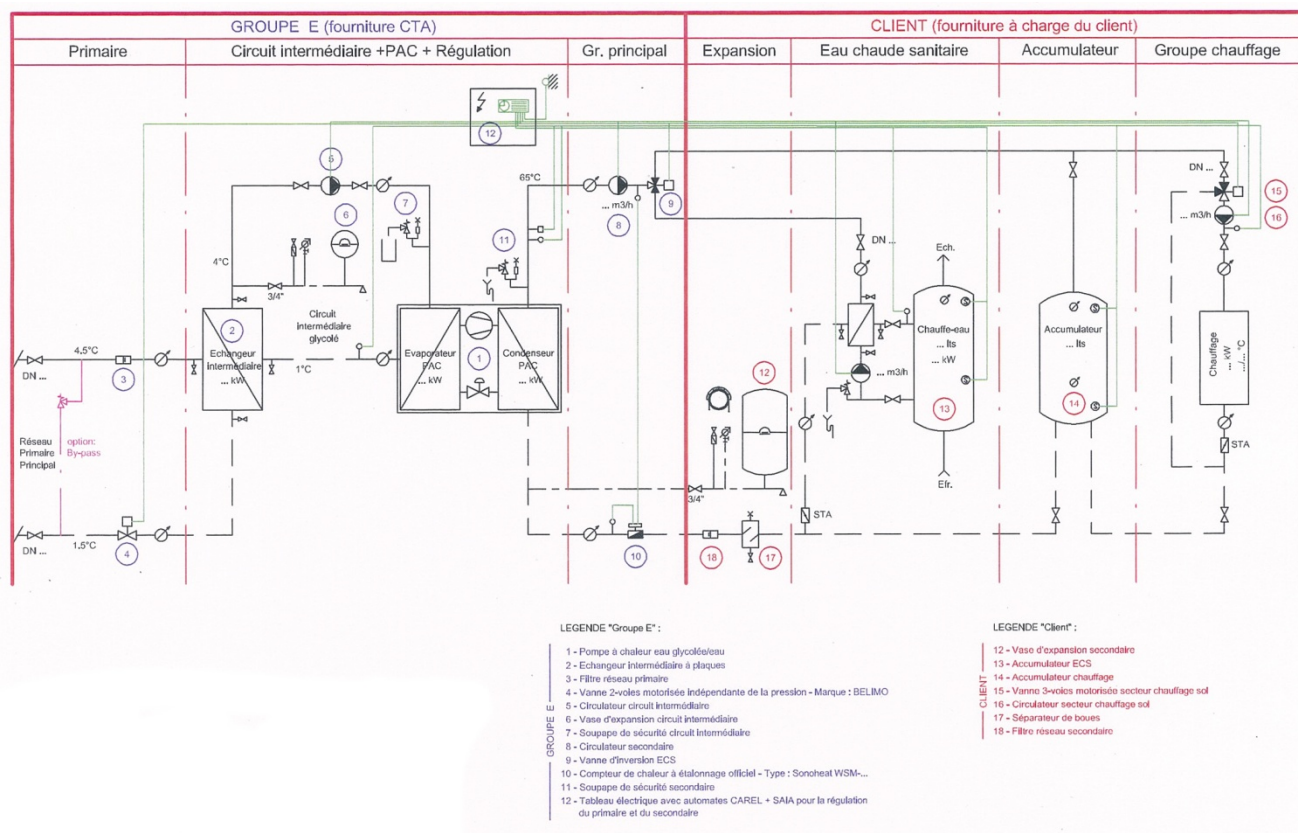 GROUPE E (fourniture CTA)
CLIENT (fourniture à charge du client)
Primaire
Circuit intermédiaire +PAC + Régulation
Gr. principal
Expansion
Eau chaude sanitaire
Accumulateur
Groupe chauffage
12
5
6
7
4°C
3/4"
65°C
11
... m3/h
8
9
DN ...
15
... m3/h
16
DN ...
Ech.
Circuit
intermédiaire
glycolé
4.5°C
DN ...
3
2
Echangeur
intermédiaire
... kW
1°C
Evaporateur
PAC
... kW
1
Condenseur
PAC
... kW
Chauffe-eau
... lts
... kW
13
Accumulateur
... lts
14
Chauffage
... kW
.../... °C
... m3/h
12
Réseau
Primaire
Principal
option:
By-pass
STA
Efr.
3/4"
STA
DN ...
1.5°C
4
10
18
17
LEGENDE "Groupe E" :
GROUPE E
1 - Pompe à chaleur eau glycolée/eau
2 - Echangeur intermédiaire à plaques
3 - Filtre réseau primaire
4 - Vanne 2-voies motorisée indépendante de la pression - Marque : BELIMO
5 - Circulateur circuit intermédiaire
6 - Vase d'expansion circuit intermédiaire
7 - Soupape de sécurité circuit intermédiaire
8 - Circulateur secondaire
9 - Vanne d'inversion ECS
10 - Compteur de chaleur à étalonnage officiel - Type : Sonoheat WSM-...
11 - Soupape de sécurité secondaire
12 - Tableau électrique avec automates CAREL + SAIA pour la régulation
du primaire et du secondaire
LEGENDE "Client" :
CLIENT
12 - Vase d'expansion secondaire
13 - Accumulateur ECS
14 - Accumulateur chauffage
15 - Vanne 3-voies motorisée secteur chauffage sol
16 - Circulateur secteur chauffage sol
17 - Séparateur de boues
18 - Filtre réseau secondaire